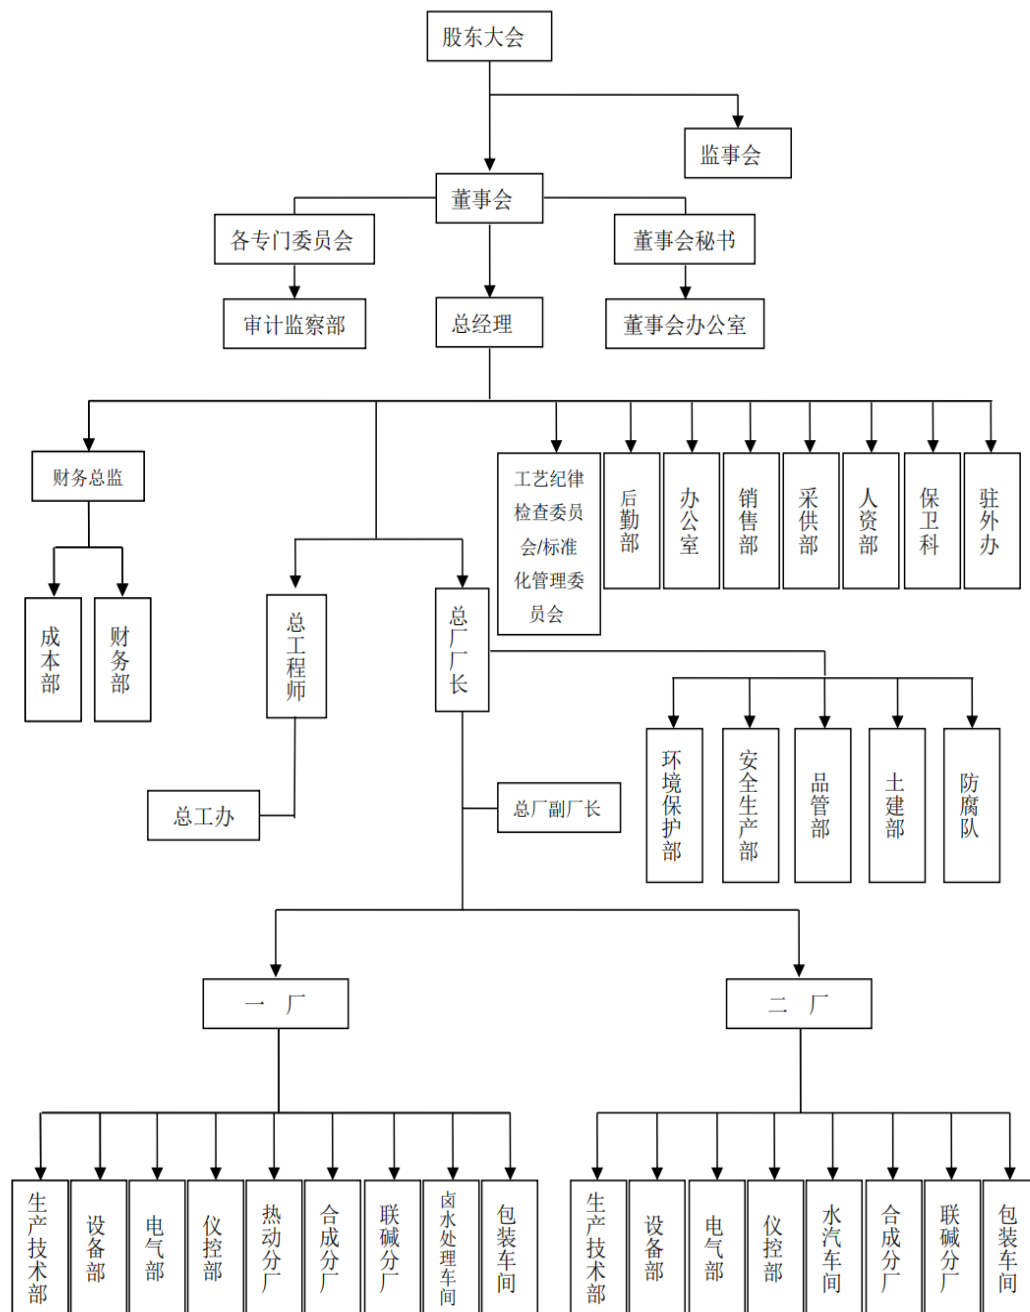 股东大会
监事会
董事会
各专门委员会
董事会秘书
审计监察部
总经理
董事会办公室
财务总监
工艺纪律
检查委员
会/标准
化管理委
员会
后勤部
办公室
销售部
采供部
人资部
保卫科
驻外办
成本部
财务部
总工程师
总厂厂长
环境保护部
安全生产部
品管部
土建部
防腐队
总工办
总厂副厂长
一 厂
二 厂
生产技术部
设备部
电气部
仪控部
热动分厂
合成分厂
联碱分厂
卤水处理车间
包装车间
生产技术部
设备部
电气部
仪控部
水汽车间
合成分厂
联碱分厂
包装车间